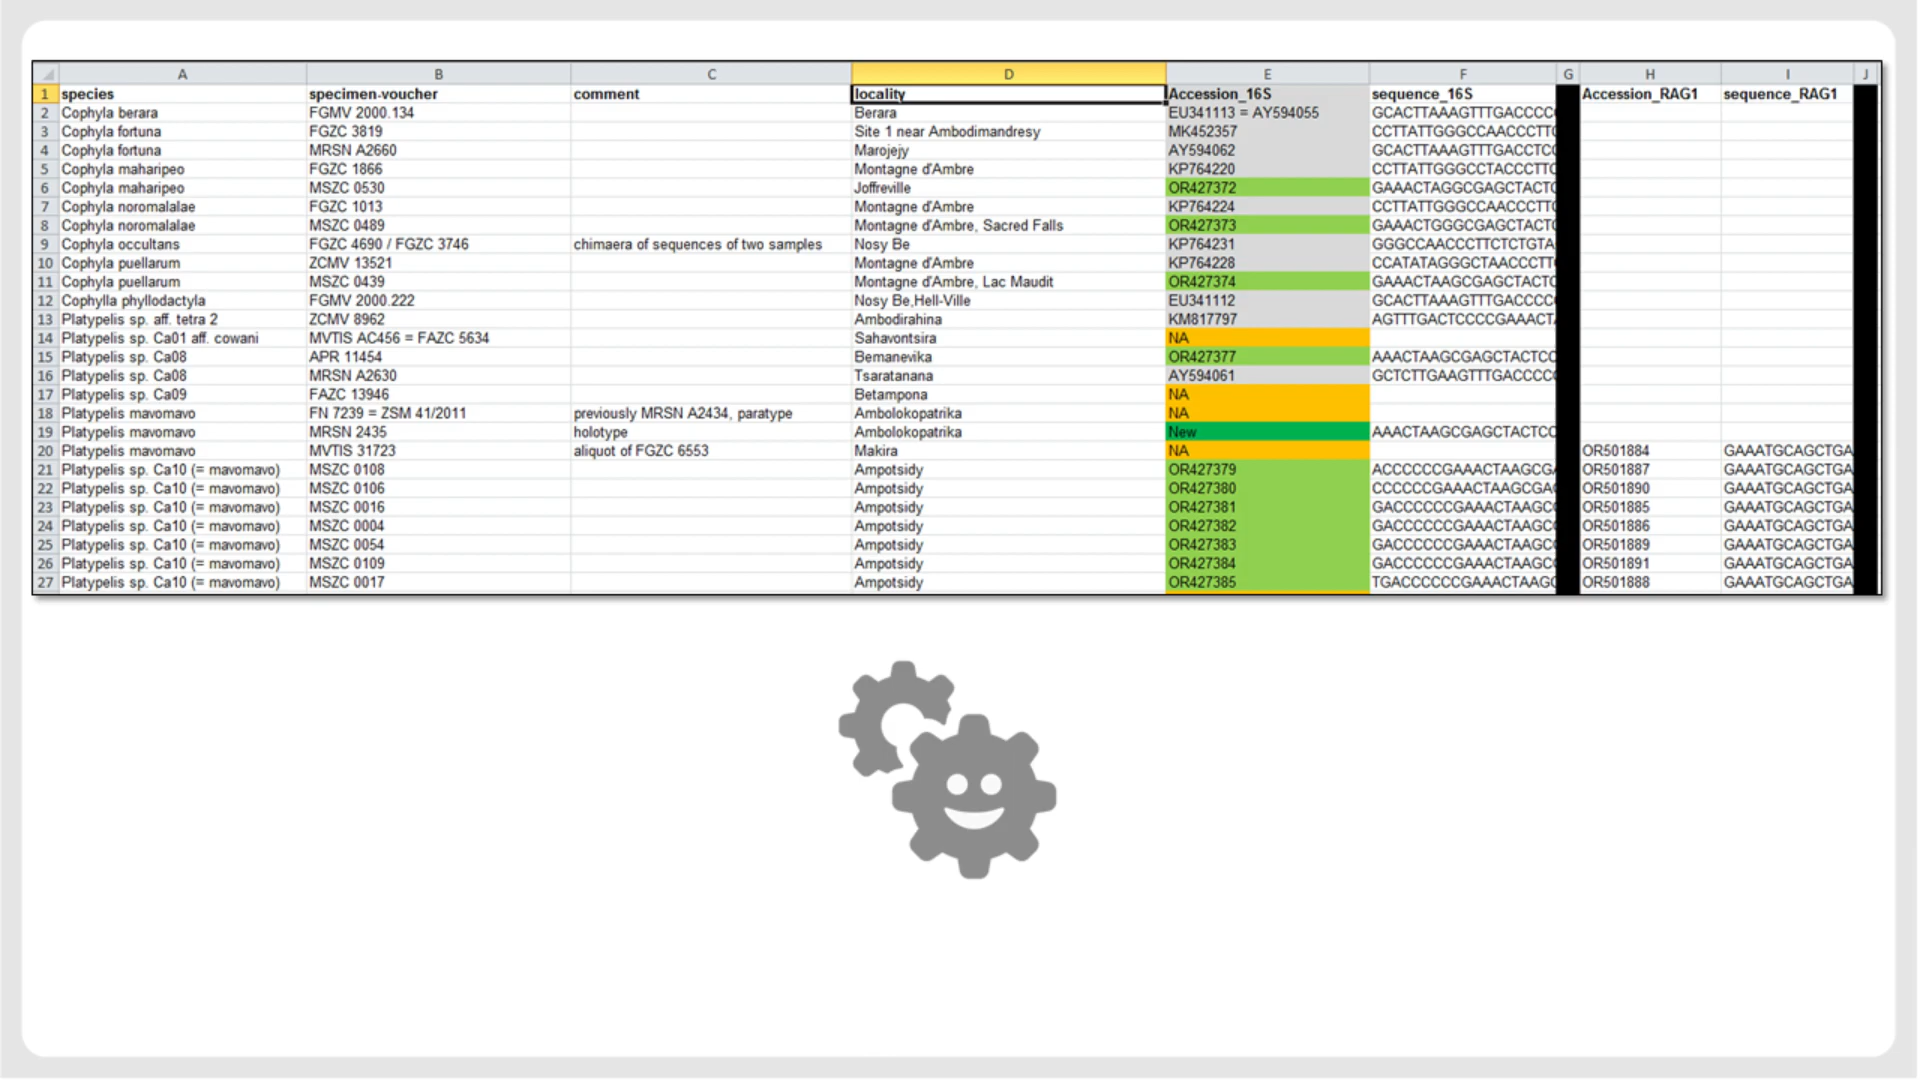 A B C D E F G H I J
1 species specimen-voucher comment locality Accession_16S sequence_16S Accession_RAG1 sequence_RAG1
2 Cophyla berara FGMV 2000.134 Berara EU341113 = AY594055 GCACTTAAAGTTTGACCCC
3 Cophyla fortuna FGZC 3819 Site 1 near Ambodimandresy MK452357 CCTTATTGGGCCAACCCTTC
4 Cophyla fortuna MRSN A2660 Marojejy AY594062 GCACTTAAAGTTTGACCTCC
5 Cophyla maharipeo FGZC 1866 Montagne d'Ambre KP764220 CCTTATTGGGCCTACCCTTC
6 Cophyla maharipeo MSZC 0530 Joffreville OR427372 GAAACTAGGCGAGCTACTC
7 Cophyla noromalalae FGZC 1013 Montagne d'Ambre KP764224 CCTTATTGGGCCAACCCTTC
8 Cophyla noromalalae MSZC 0489 Montagne d'Ambre, Sacred Falls OR427373 GAAACTGGGCGAGCTACTC
9 Cophyla occultans FGZC 4690 / FGZC 3746 chimaera of sequences of two samples Nosy Be KP764231 GGGCCAACCCTTCTCTGTA
10 Cophyla puellarum ZCMV 13521 Montagne d'Ambre KP764228 CCATATAGGGCTAACCCTT
11 Cophyla puellarum MSZC 0439 Montagne d'Ambre, Lac Maudit OR427374 GAAACTAAGCGAGCTACTC
12 Cophylla phyllodactyla FGMV 2000.222 Nosy Be,Hell-Ville EU341112 GCACTTAAAGTTTGACCCC
13 Platypelis sp. aff. tetra 2 ZCMV 8962 Ambodirahina KM817797 AGTTTGACTCCCCGAAACT
14 Platypelis sp. Ca01 aff. cowani MVTIS AC456 = FAZC 5634 Sahavontsira NA
15 Platypelis sp. Ca08 APR 11454 Bemanevika OR427377 AAACTAAGCGAGCTACTCC
16 Platypelis sp. Ca08 MRSN A2630 Tsaratanana AY594061 GCTCTTGAAGTTTGACCCC
17 Platypelis sp. Ca09 FAZC 13946 Betampona NA
18 Platypelis mavomavo FN 7239 = ZSM 41/2011 previously MRSN A2434, paratype Ambolokopatrika NA
19 Platypelis mavomavo MRSN 2435 holotype Ambolokopatrika New AAACTAAGCGAGCTACTCC
20 Platypelis mavomavo MVTIS 31723 aliquot of FGZC 6553 Makira NA OR501884 GAAATGCAGCTGA
21 Platypelis sp. Ca10 (= mavomavo) MSZC 0108 Ampotsidy OR427379 ACCCCCCGAAACTAAGCGA OR501887 GAAATGCAGCTGA
22 Platypelis sp. Ca10 (= mavomavo) MSZC 0106 Ampotsidy OR427380 CCCCCCGAAACTAAGCGA OR501890 GAAATGCAGCTGA
23 Platypelis sp. Ca10 (= mavomavo) MSZC 0016 Ampotsidy OR427381 GACCCCCCGAAACTAAGC OR501885 GAAATGCAGCTGA
24 Platypelis sp. Ca10 (= mavomavo) MSZC 0004 Ampotsidy OR427382 GACCCCCCGAAACTAAGC OR501886 GAAATGCAGCTGA
25 Platypelis sp. Ca10 (= mavomavo) MSZC 0054 Ampotsidy OR427383 GACCCCCCGAAACTAAGC OR501889 GAAATGCAGCTGA
26 Platypelis sp. Ca10 (= mavomavo) MSZC 0109 Ampotsidy OR427384 GACCCCCCGAAACTAAGC OR501891 GAAATGCAGCTGA
27 Platypelis sp. Ca10 (= mavomavo) MSZC 0017 Ampotsidy OR427385 TGACCCCCCGAAACTAAGC OR501888 GAAATGCAGCTGA